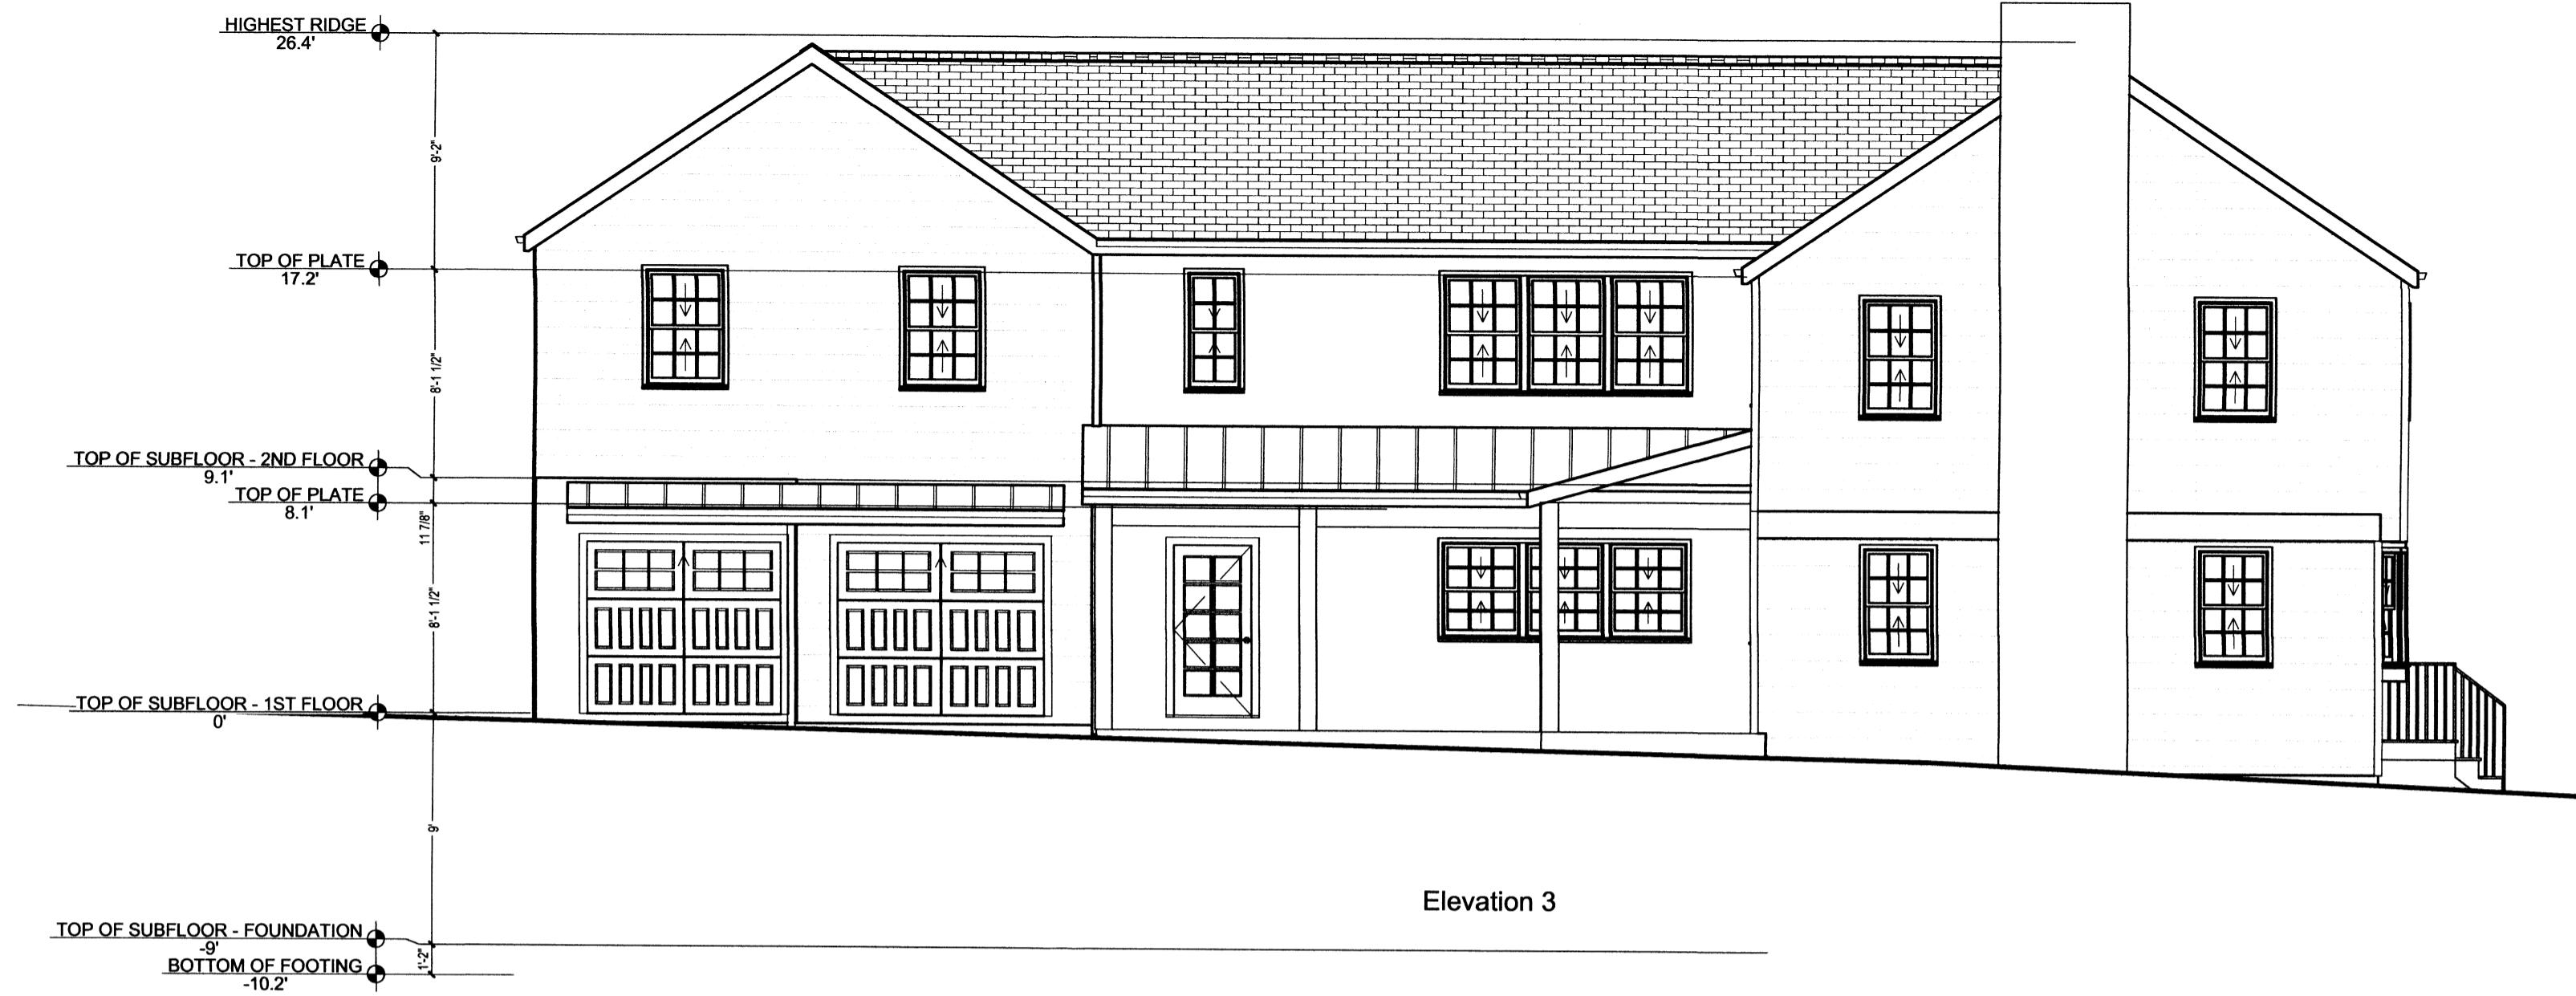 HIGHEST RIDGE
26.4'
9'-2"
TOP OF PLATE
17.2'
8'-1 1/2"
TOP OF SUBFLOOR - 2ND FLOOR
9.1'
TOP OF PLATE
8.1'
11 7/8"
8'-1 1/2"
TOP OF SUBFLOOR - 1ST FLOOR
0'
9'
Elevation 3
TOP OF SUBFLOOR - FOUNDATION
-9'
1'-2"
BOTTOM OF FOOTING
-10.2'